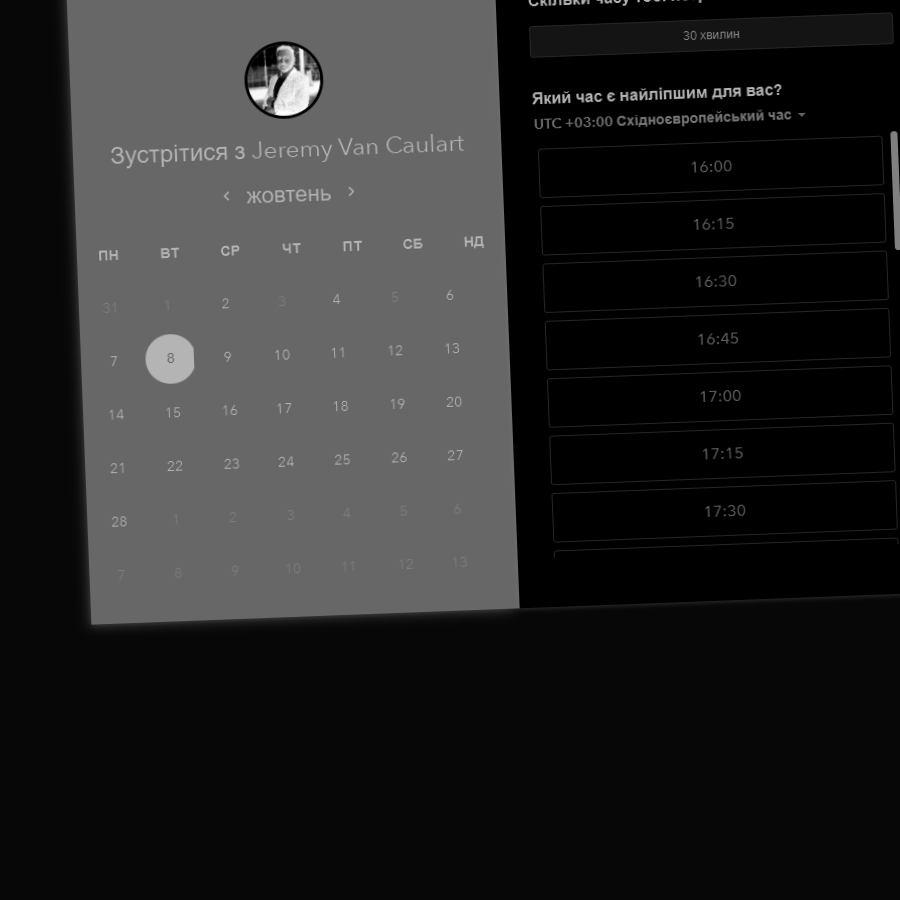 Зустрітися з Jeremy Van Caulart
жовтень
ПН ВТ СР ЧТ ПТ СБ НД
31 1 2 3 4 5 6
7 8 9 10 11 12 13
14 15 16 17 18 19 20
21 22 23 24 25 26 27
28 1 2 3 4 5 6
7 8 9 10 11 12 13
Скільки часу
30 хвилин
Який час є найліпшим для вас?
UTC +03:00 Східноєвропейський час
16:00
16:15
16:30
16:45
17:00
17:15
17:30